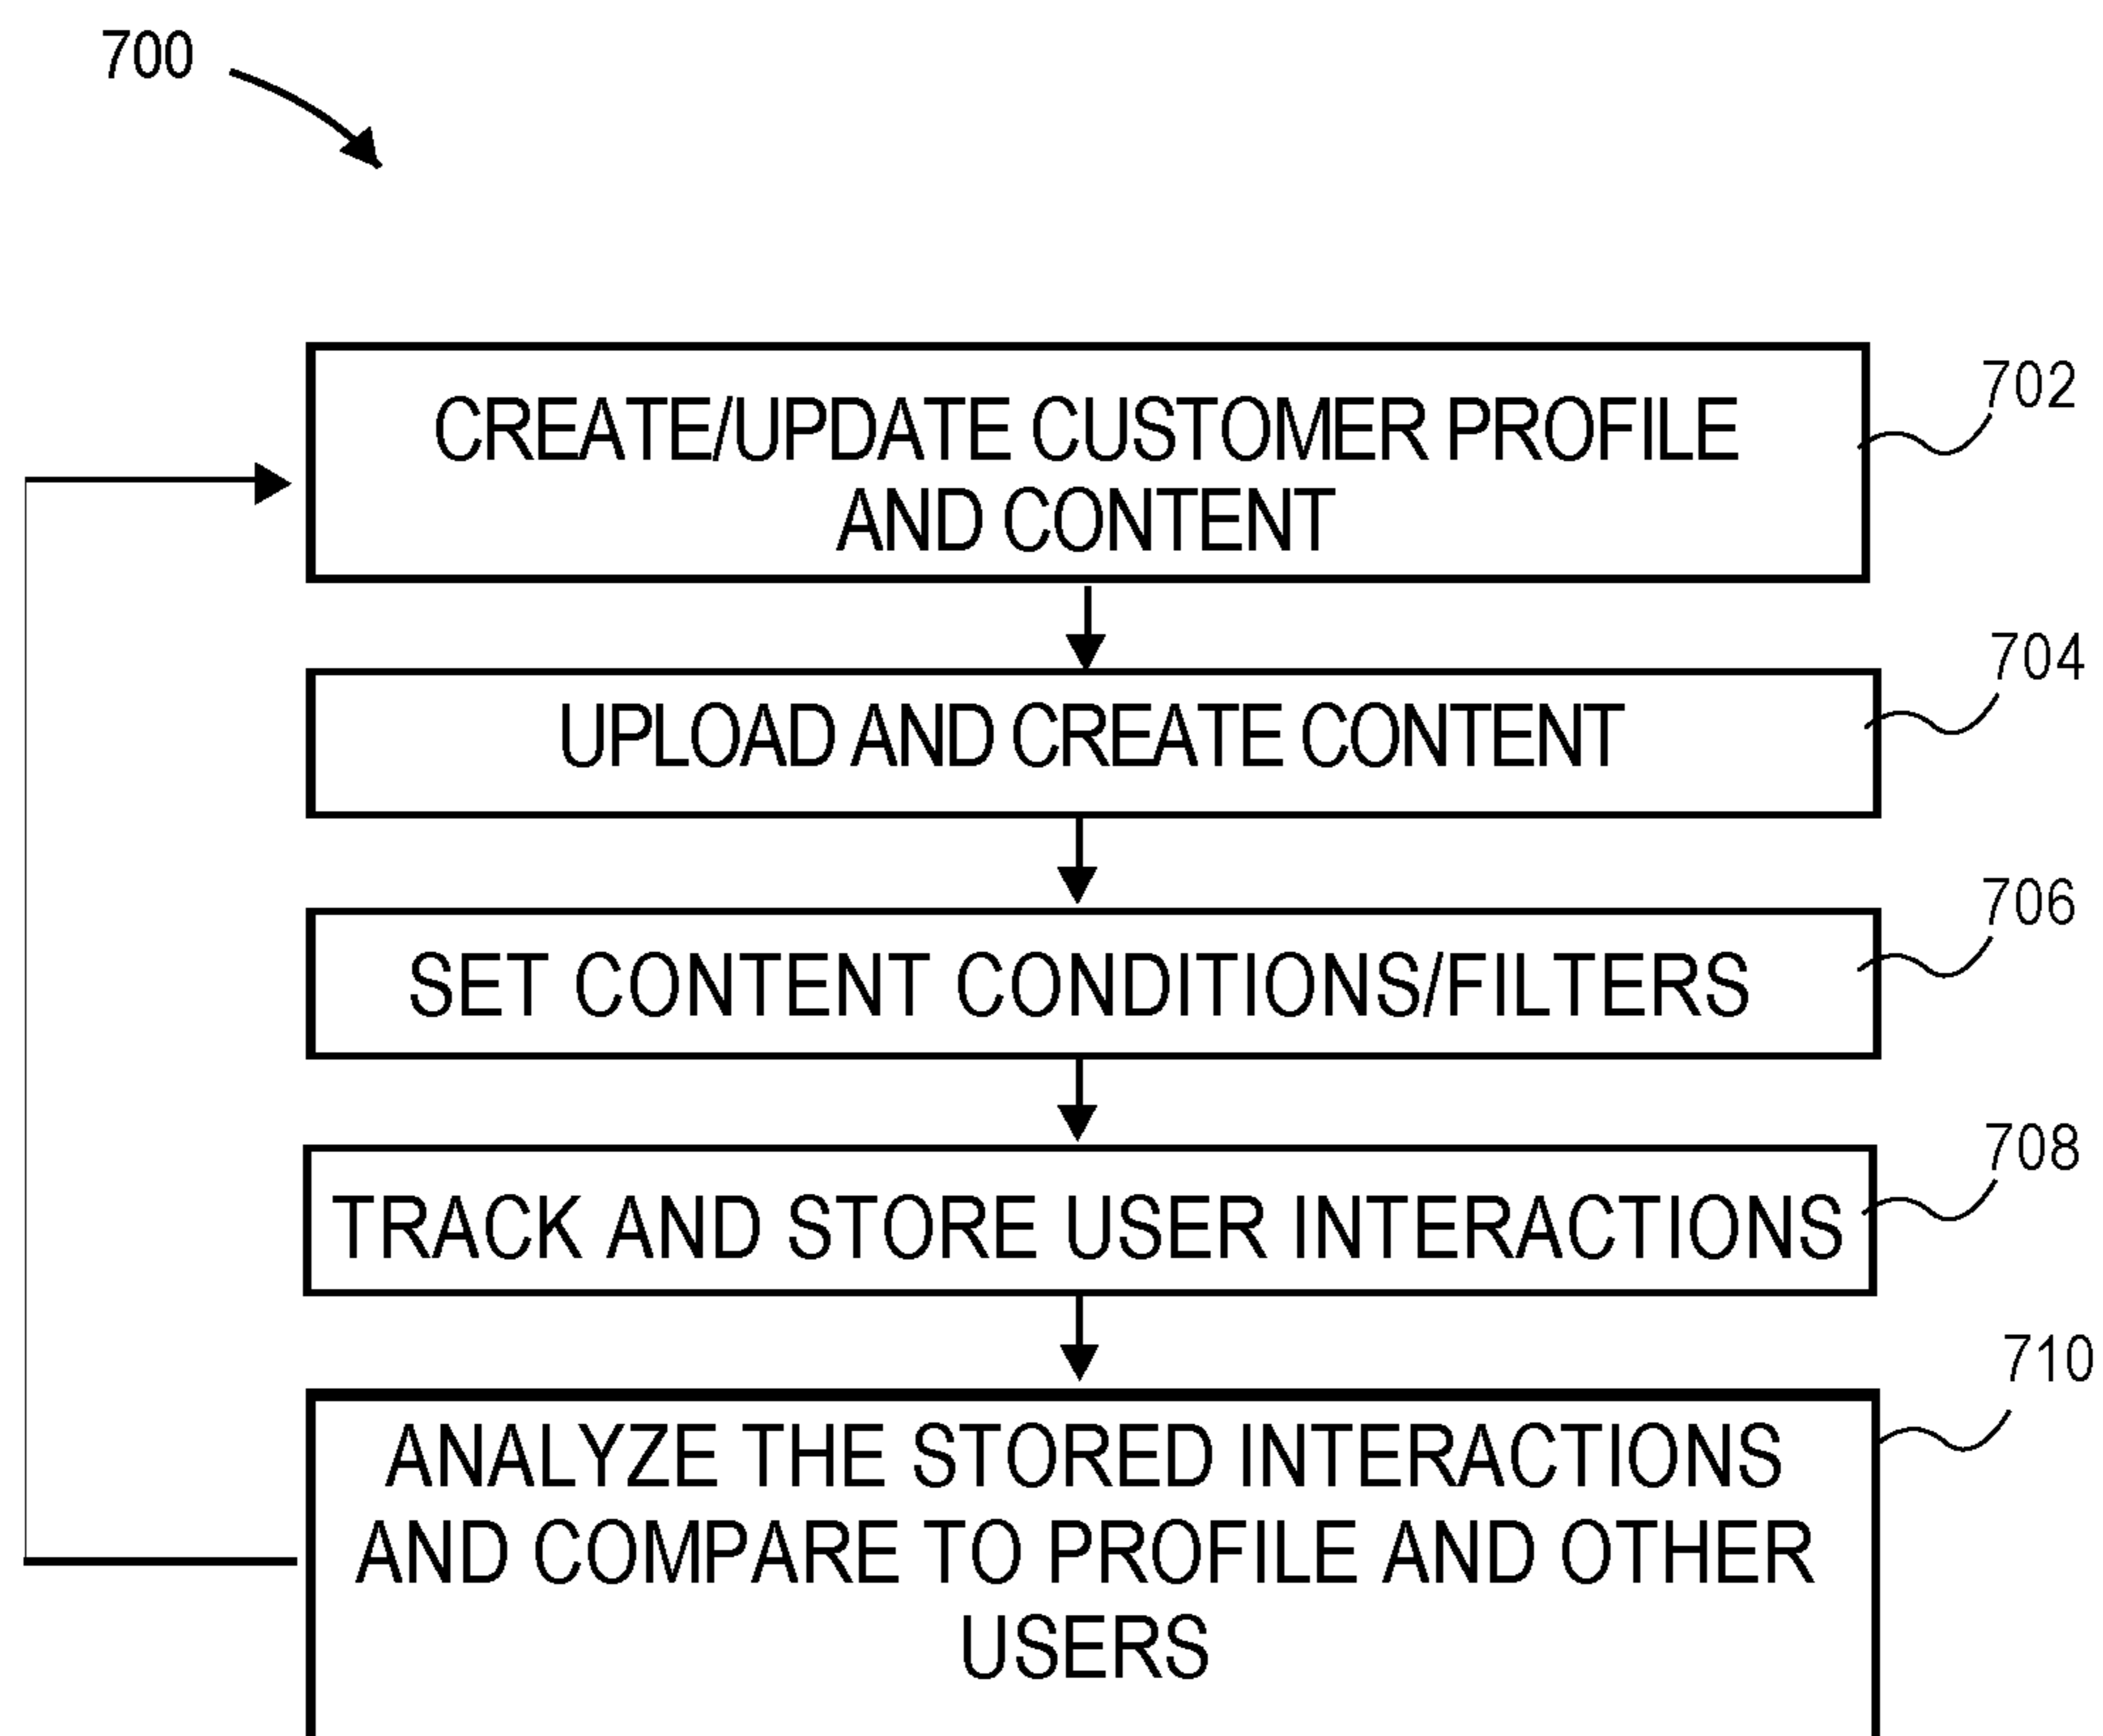 700
CREATE/UPDATE CUSTOMER PROFILE
AND CONTENT
702
UPLOAD AND CREATE CONTENT
704
SET CONTENT CONDITIONS/FILTERS
706
TRACK AND STORE USER INTERACTIONS
708
ANALYZE THE STORED INTERACTIONS
AND COMPARE TO PROFILE AND OTHER
USERS
710